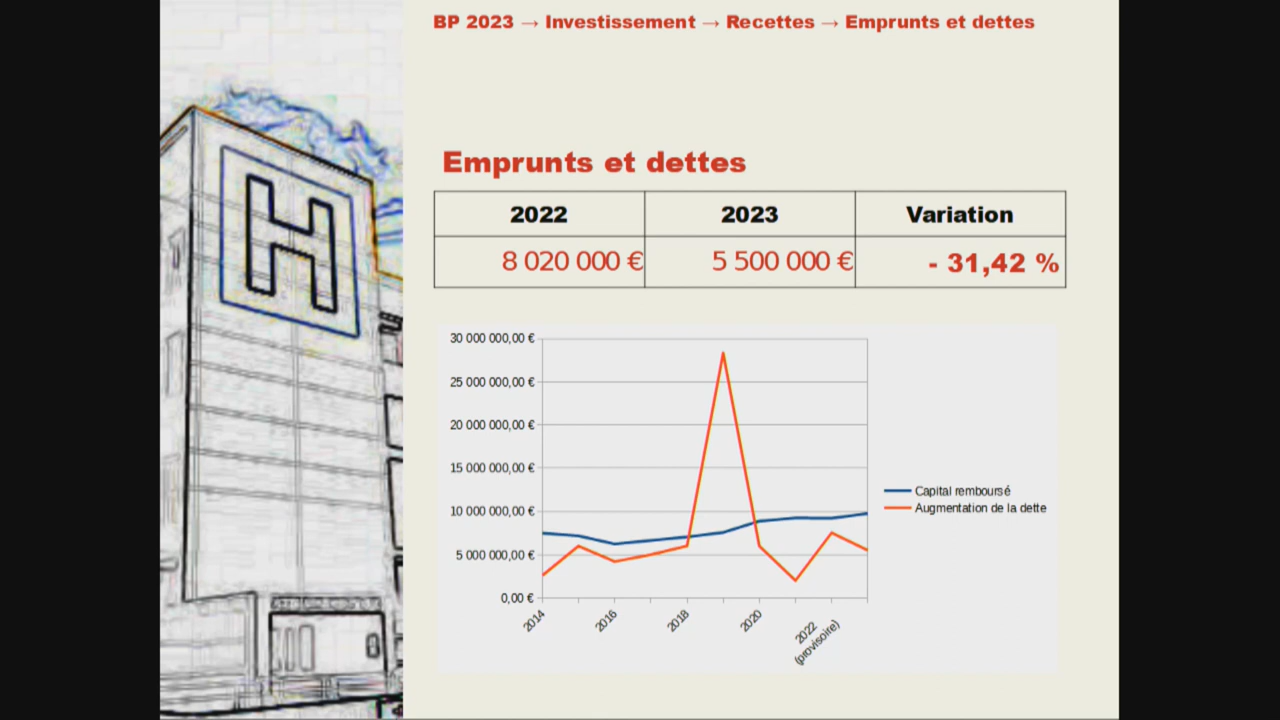 BP 2023 → Investissement → Recettes → Emprunts et dettes
Emprunts et dettes
2022 2023 Variation
8 020 000 € 5 500 000 € - 31,42 %
30 000 000,00 €
25 000 000,00 €
20 000 000,00 €
15 000 000,00 €
10 000 000,00 €
5 000 000,00 €
0,00 €
2014 2016 2018 2020 2022
(provisoire)
Capital remboursé
Augmentation de la dette
H